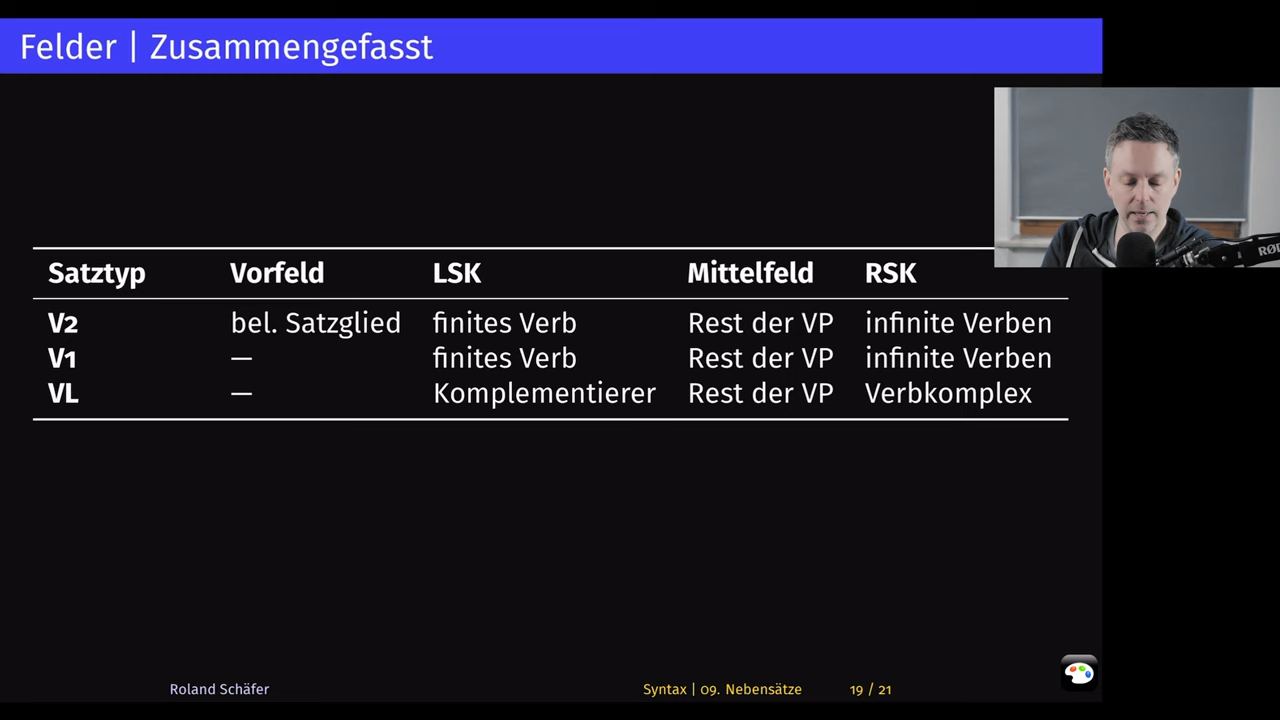 Felder | Zusammengefasst
Satztyp Vorfeld LSK Mittelfeld RSK
V2 bel. Satzglied finites Verb Rest der VP infinite Verben
V1 — finites Verb Rest der VP infinite Verben
VL — Komplementierer Rest der VP Verbkomplex
Roland Schäfer Syntax | 09. Nebensätze 19 / 21